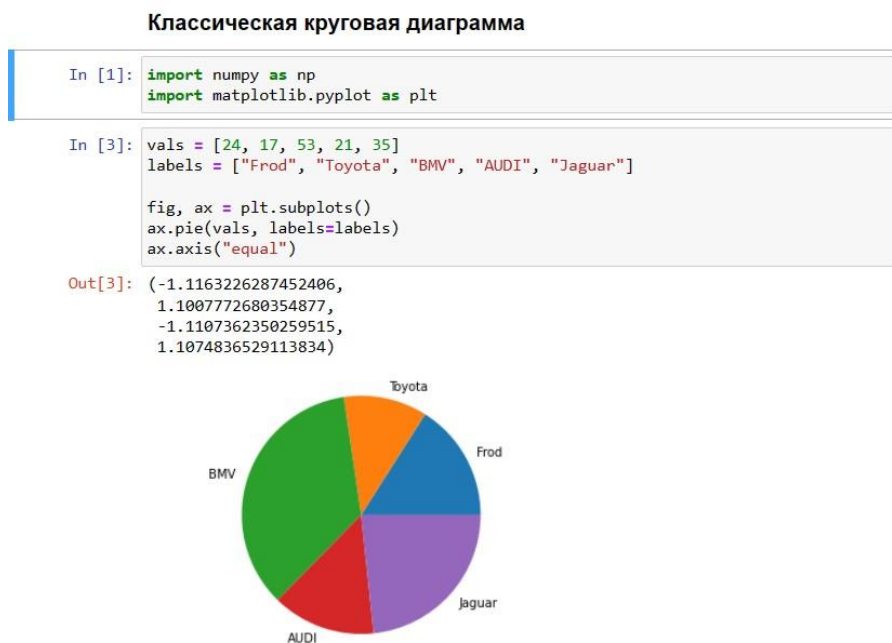 Классическая круговая диаграмма
In [1]: import numpy as np
import matplotlib.pyplot as plt
In [3]: vals = [24, 17, 53, 21, 35]
labels = ["Frod", "Toyota", "BMV", "AUDI", "Jaguar"]
fig, ax = plt.subplots()
ax.pie(vals, labels=labels)
ax.axis("equal")
Out[3]: (-1.1163226287452406,
1.1007772680354877,
-1.1107362350259515,
1.1074836529113834)
Toyota
Frod
BMV
Jaguar
AUDI